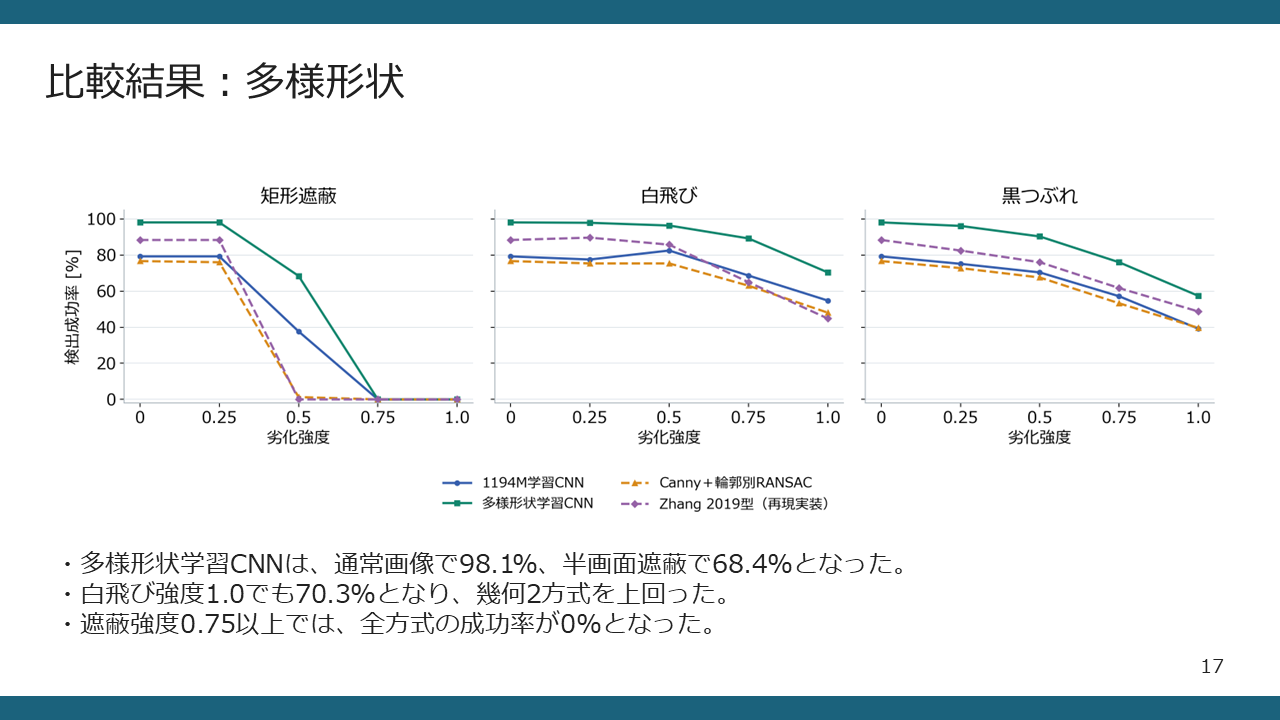 比較結果：多様形状
矩形遮蔽
白飛び
黒つぶれ
検出成功率 [%]
100
80
60
40
20
0
0 0.25 0.5 0.75 1.0
劣化強度
0 0.25 0.5 0.75 1.0
劣化強度
0 0.25 0.5 0.75 1.0
劣化強度
1194M学習CNN
多様形状学習CNN
Canny＋輪郭別RANSAC
Zhang 2019型（再現実装）
・多様形状学習CNNは、通常画像で98.1%、半画面遮蔽で68.4%となった。
・白飛び強度1.0でも70.3%となり、幾何2方式を上回った。
・遮蔽強度0.75以上では、全方式の成功率が0%となった。
17